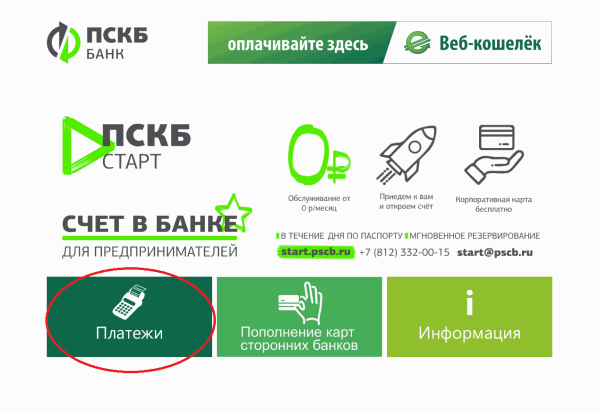 ПСКБ
БАНК
оплачивайте здесь
Веб-кошелёк
ПСКБ
СТАРТ
0₽
Обслуживание от
0 р/месяц
Приедем к вам
и откроем счёт
Корпоративная карта
бесплатно
СЧЕТ В БАНКЕ
ДЛЯ ПРЕДПРИНИМАТЕЛЕЙ
В ТЕЧЕНИЕ ДНЯ ПО ПАСПОРТУ МГНОВЕННОЕ РЕЗЕРВИРОВАНИЕ
start.pscb.ru +7 (812) 332-00-15 start@pscb.ru
Платежи
Пополнение карт
сторонних банков
i
Информация